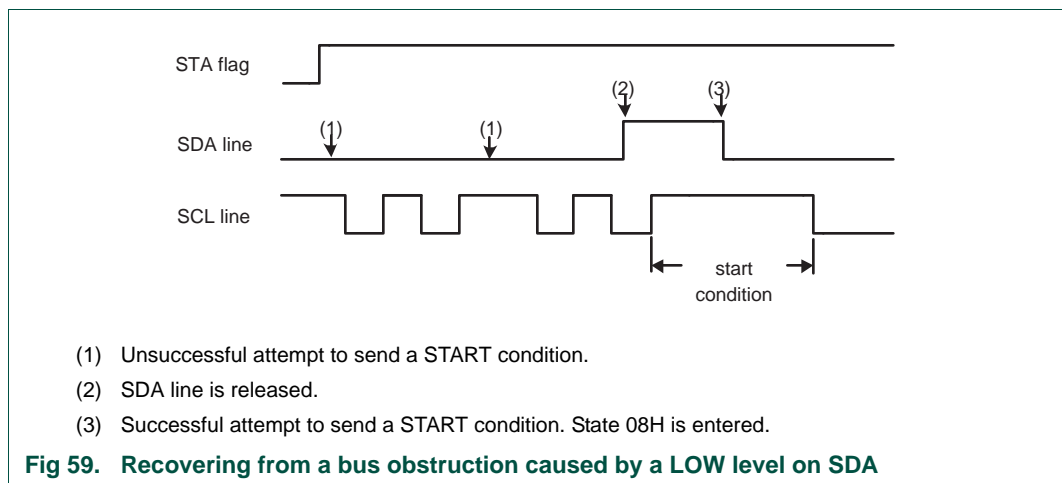 STA flag
(2)
(3)
(1)
(1)
SDA line
SCL line
start
condition
(1) Unsuccessful attempt to send a START condition.
(2) SDA line is released.
(3) Successful attempt to send a START condition. State 08H is entered.
Fig 59. Recovering from a bus obstruction caused by a LOW level on SDA